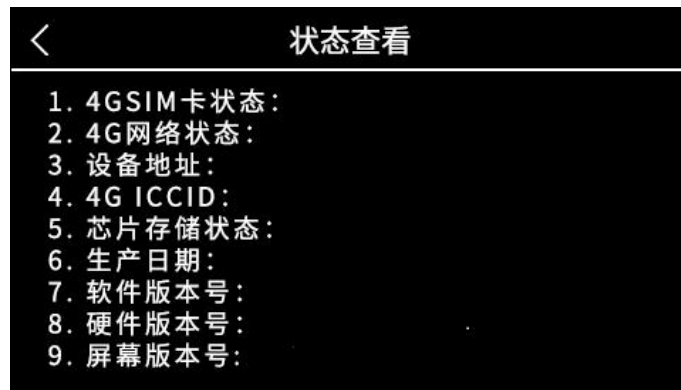 状态查看
1. 4GSIM卡状态:
2. 4G网络状态:
3. 设备地址:
4. 4G ICCID:
5. 芯片存储状态:
6. 生产日期:
7. 软件版本号:
8. 硬件版本号:
9. 屏幕版本号: